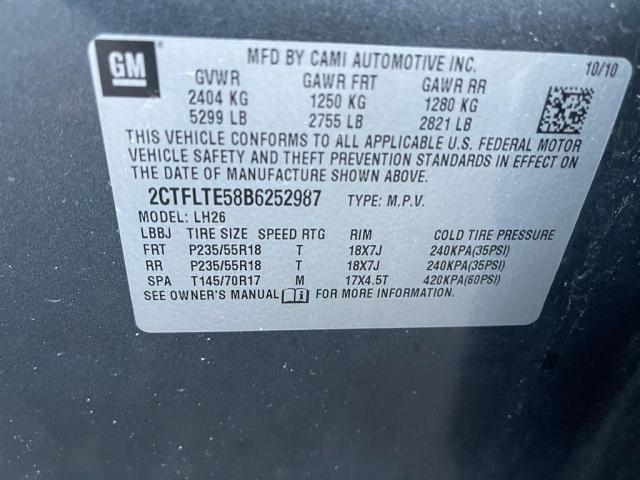 GM
MFD BY CAMI AUTOMOTIVE INC. 10/10
GVWR GAWR FRT GAWR RR
2404 KG 1250 KG 1280 KG
5299 LB 2755 LB 2821 LB
THIS VEHICLE CONFORMS TO ALL APPLICABLE U.S. FEDERAL MOTOR
VEHICLE SAFETY AND THEFT PREVENTION STANDARDS IN EFFECT ON
THE DATE OF MANUFACTURE SHOWN ABOVE.
2CTFLTE58B6252987 TYPE: M.P.V.
MODEL: LH26
LBBJ TIRE SIZE SPEED RTG RIM COLD TIRE PRESSURE
FRT P235/55R18 T 18X7J 240KPA(35PSI)
RR P235/55R18 T 18X7J 240KPA(35PSI)
SPA T145/70R17 M 17X4.5T 420KPA(60PSI)
SEE OWNER'S MANUAL FOR MORE INFORMATION.